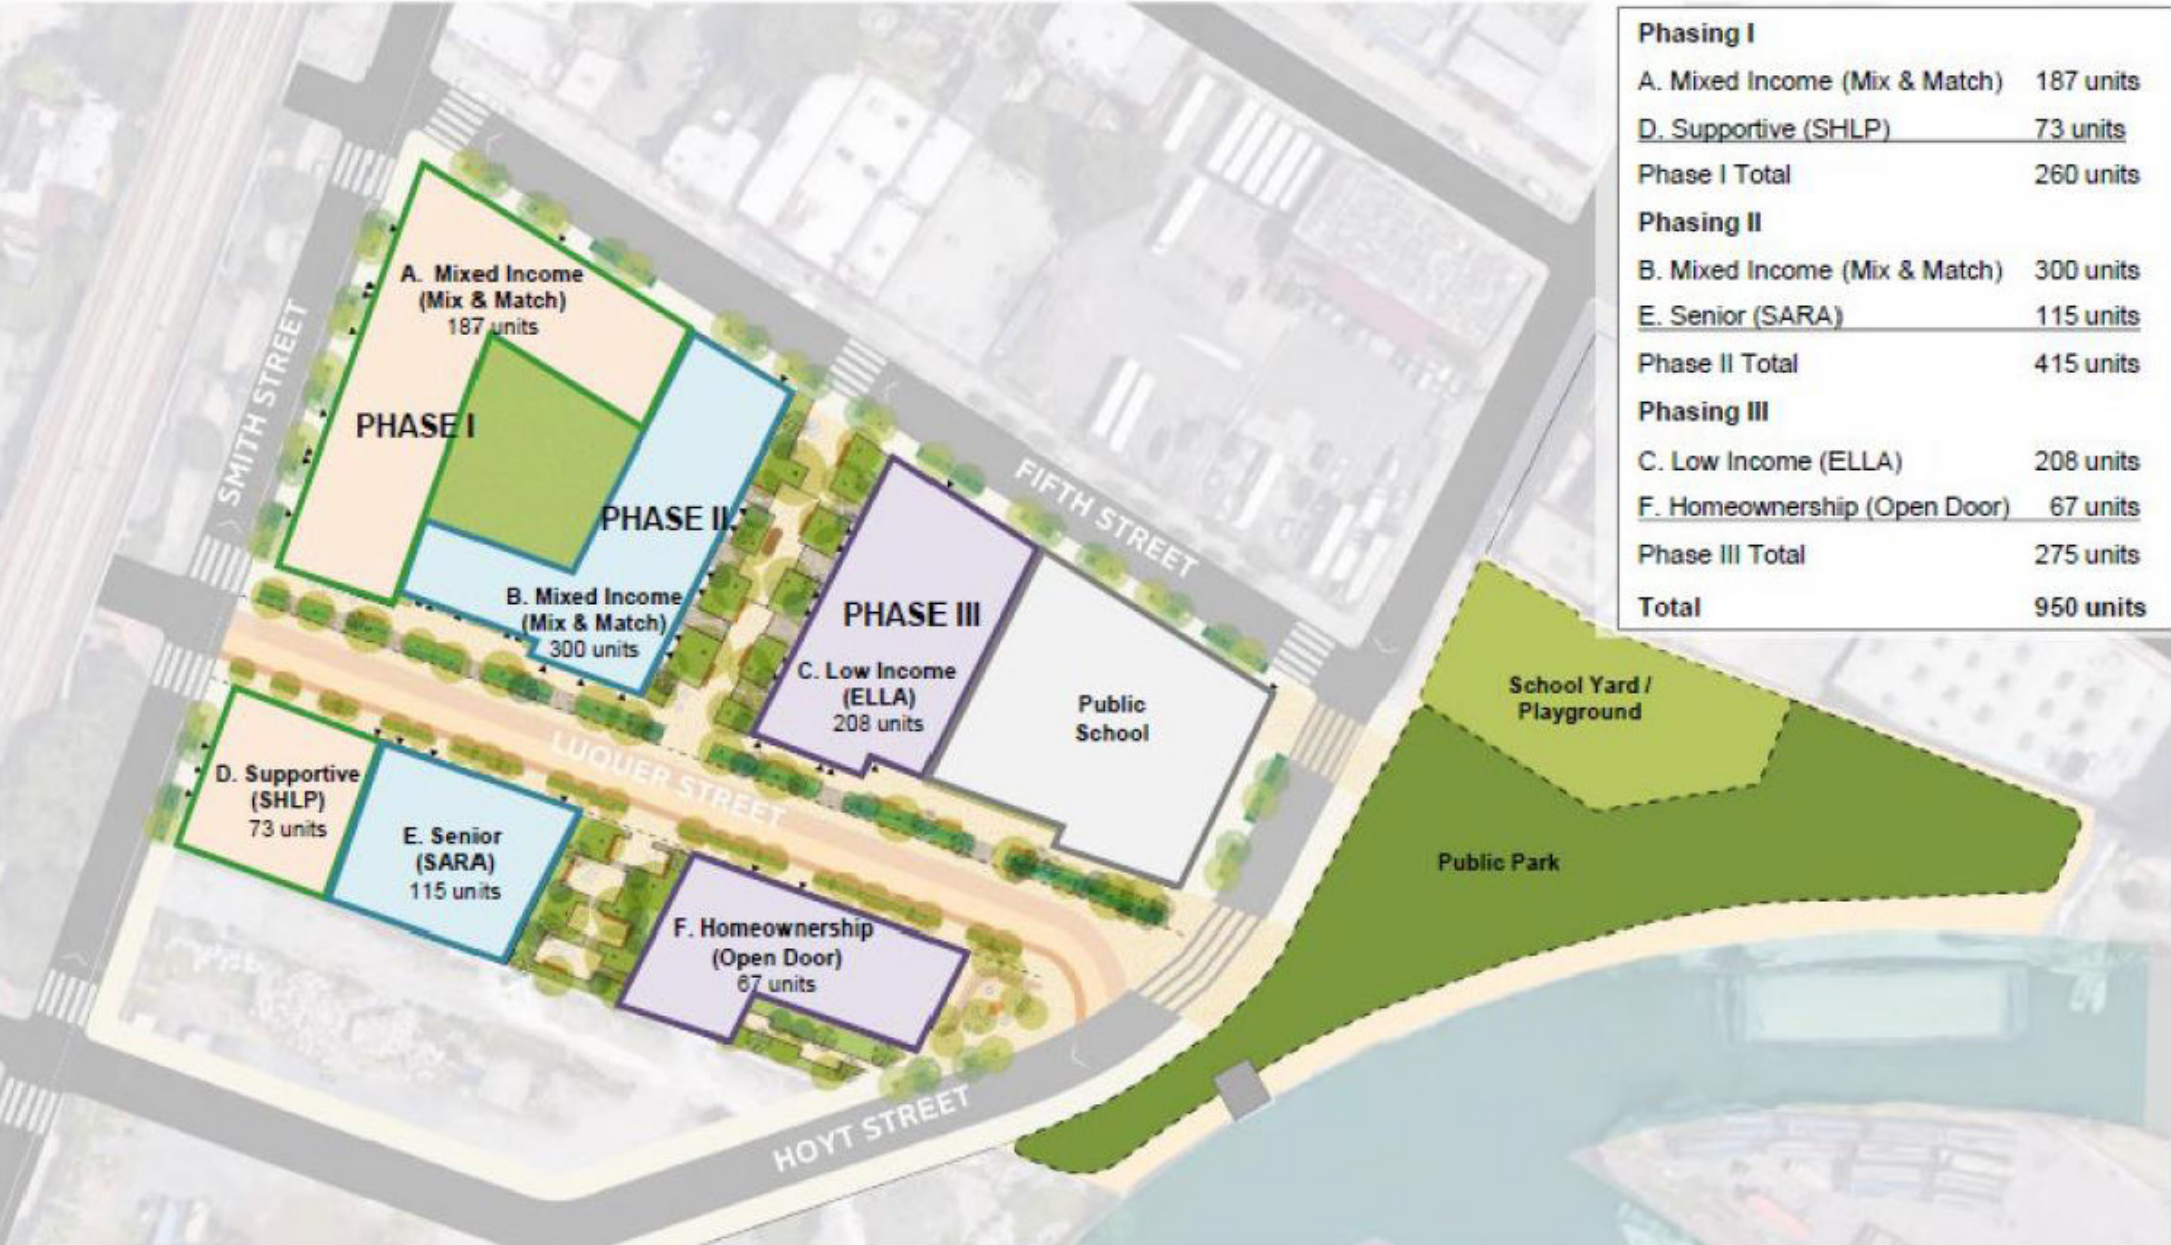 Phasing I
A. Mixed Income (Mix & Match) 187 units
D. Supportive (SHLP) 73 units
Phase I Total 260 units
Phasing II
B. Mixed Income (Mix & Match) 300 units
E. Senior (SARA) 115 units
Phase II Total 415 units
Phasing III
C. Low Income (ELLA) 208 units
F. Homeownership (Open Door) 67 units
Phase III Total 275 units
Total 950 units
A. Mixed Income
(Mix & Match)
187 units
PHASE I
SMITH STREET
PHASE II
B. Mixed Income
(Mix & Match)
300 units
FIFTH STREET
PHASE III
C. Low Income
(ELLA)
208 units
Public
School
School Yard /
Playground
Public Park
LUQUER STREET
D. Supportive
(SHLP)
73 units
E. Senior
(SARA)
115 units
F. Homeownership
(Open Door)
67 units
HOYT STREET